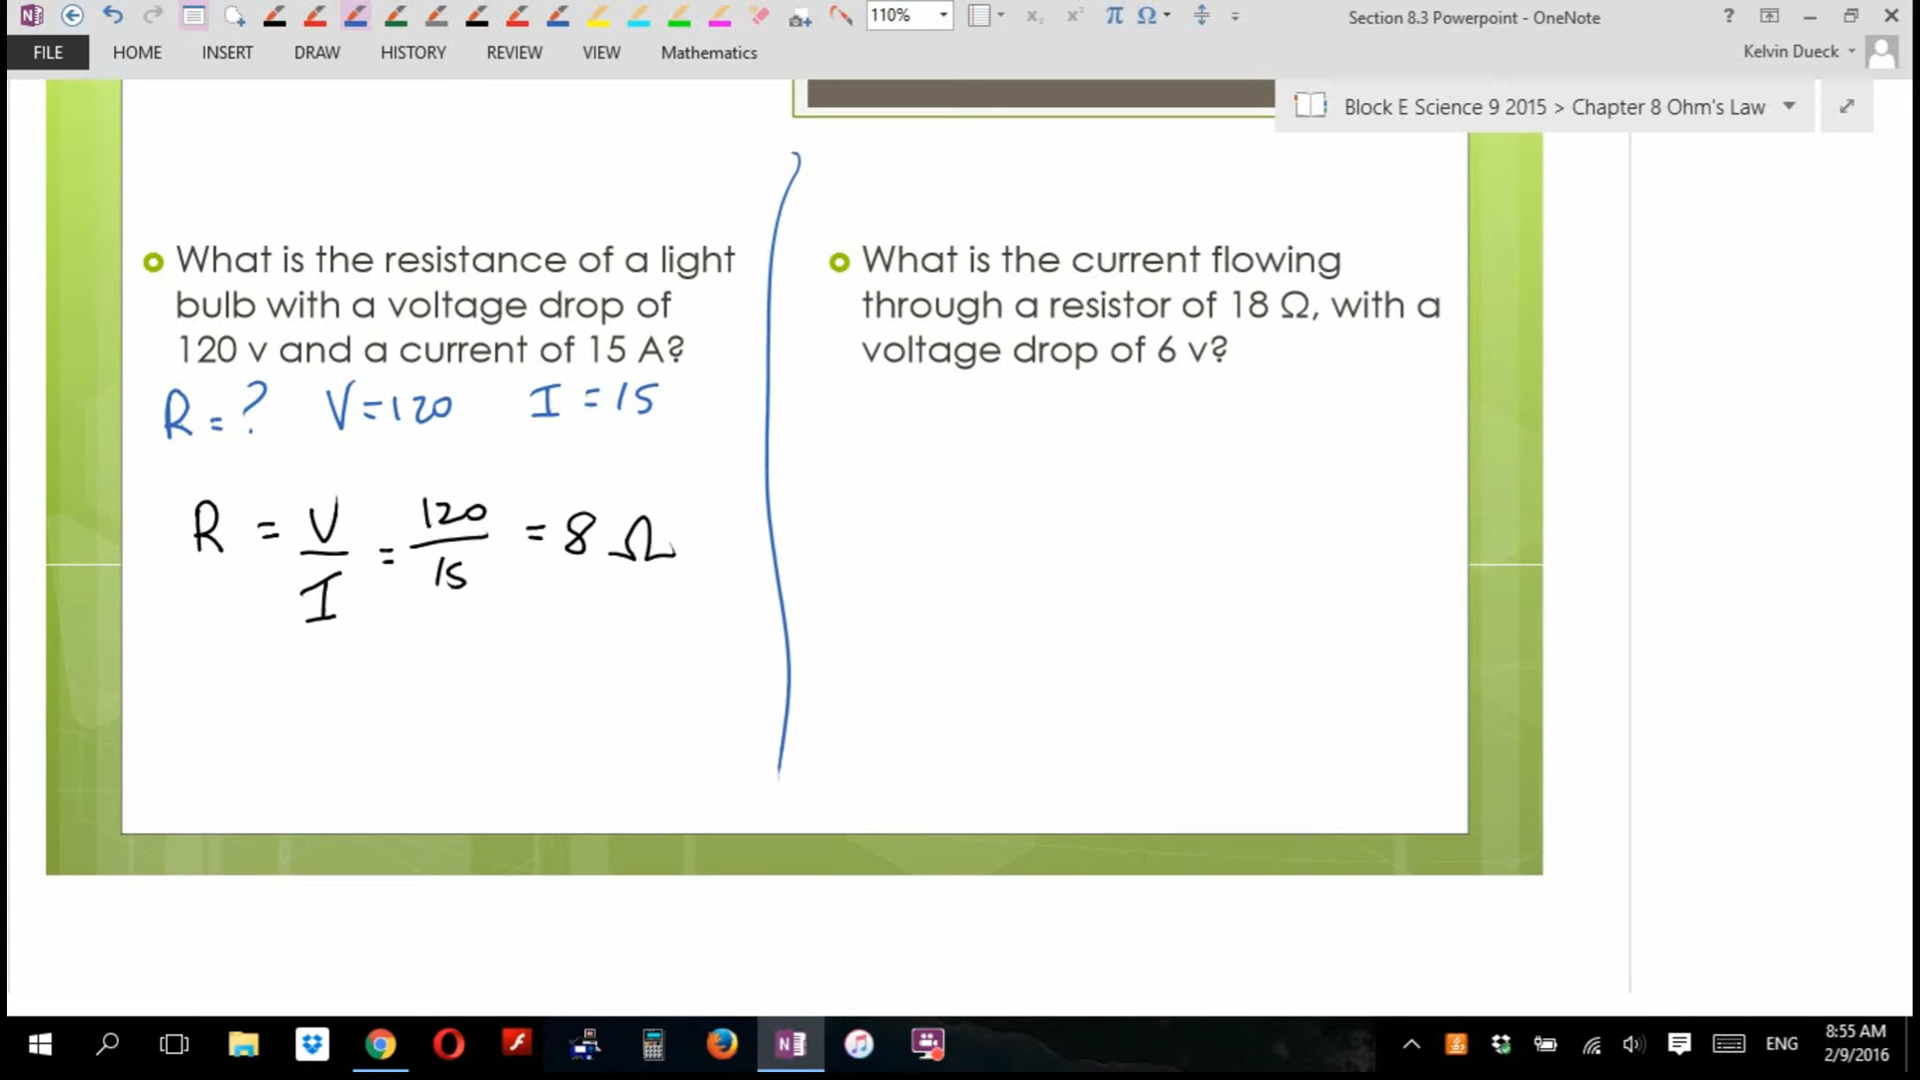 110%
x₂
x²
π
Ω
Section 8.3 Powerpoint - OneNote
?
FILE
HOME
INSERT
DRAW
HISTORY
REVIEW
VIEW
Mathematics
Kelvin Dueck
Block E Science 9 2015 > Chapter 8 Ohm's Law
What is the resistance of a light
bulb with a voltage drop of
120 v and a current of 15 A?
R = ? V = 120 I = 15
R = V/I = 120/15 = 8 Ω
What is the current flowing
through a resistor of 18 Ω, with a
voltage drop of 6 v?
ENG
8:55 AM
2/9/2016